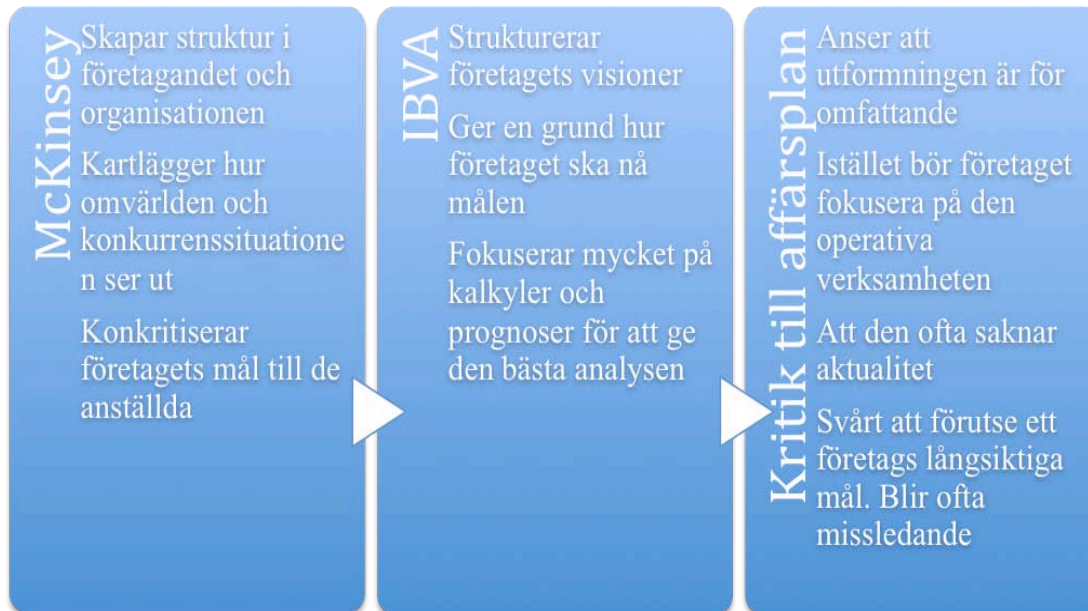 McKinsey
Skapar struktur i
företagandet och
organisationen
Kartlägger hur
omvärlden och
konkurrenssituatione
n ser ut
Konkritiserar
företagets mål till de
anställda
IBVA
Strukturerar
företagets visioner
Ger en grund hur
företaget ska nå
målen
Fokuserar mycket på
kalkyler och
prognoser för att ge
den bästa analysen
Kritik till affärsplan
Anser att
utformningen är för
omfattande
Istället bör företaget
fokusera på den
operativa
verksamheten
Att den ofta saknar
aktualitet
Svårt att förutse ett
företags långsiktiga
mål. Blir ofta
missledande